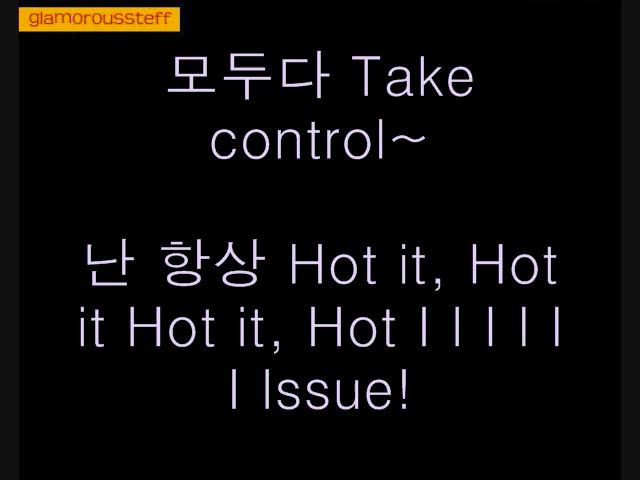 glamoroussteff
모두다 Take
control~
난 항상 Hot it, Hot
it Hot it, Hot I I I I I
I Issue!